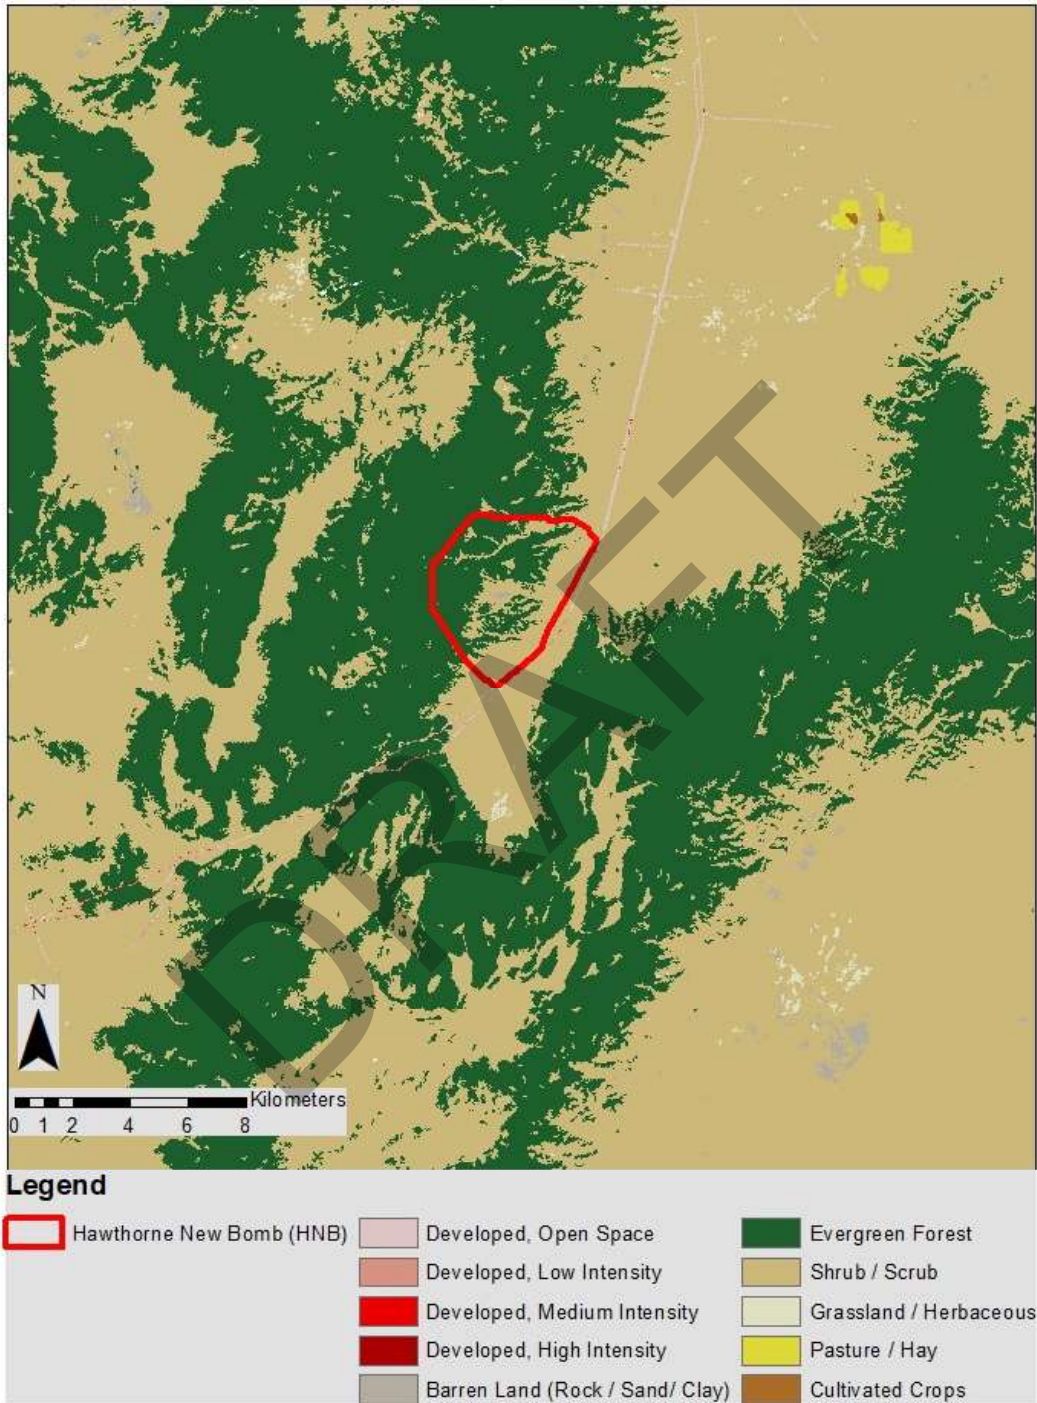 DRAFT
N
Kilometers
0 1 2 4 6 8
Legend
Hawthorne New Bomb (HNB)
Developed, Open Space
Developed, Low Intensity
Developed, Medium Intensity
Developed, High Intensity
Barren Land (Rock / Sand/ Clay)
Evergreen Forest
Shrub / Scrub
Grassland / Herbaceous
Pasture / Hay
Cultivated Crops